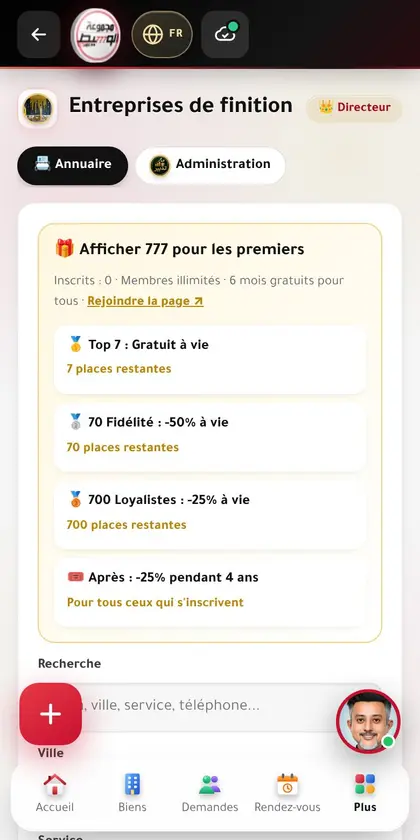 مجموعة
الوسيط
FR
Entreprises de finition
Directeur
Annuaire
Administration
Afficher 777 pour les premiers
Inscrits : 0 · Membres illimités · 6 mois gratuits pour
tous · Rejoindre la page ↗
Top 7 : Gratuit à vie
7 places restantes
70 Fidélité : -50% à vie
70 places restantes
700 Loyalistes : -25% à vie
700 places restantes
Après : -25% pendant 4 ans
Pour tous ceux qui s'inscrivent
Recherche
, ville, service, téléphone...
Ville
Accueil
Biens
Demandes
Rendez-vous
Plus